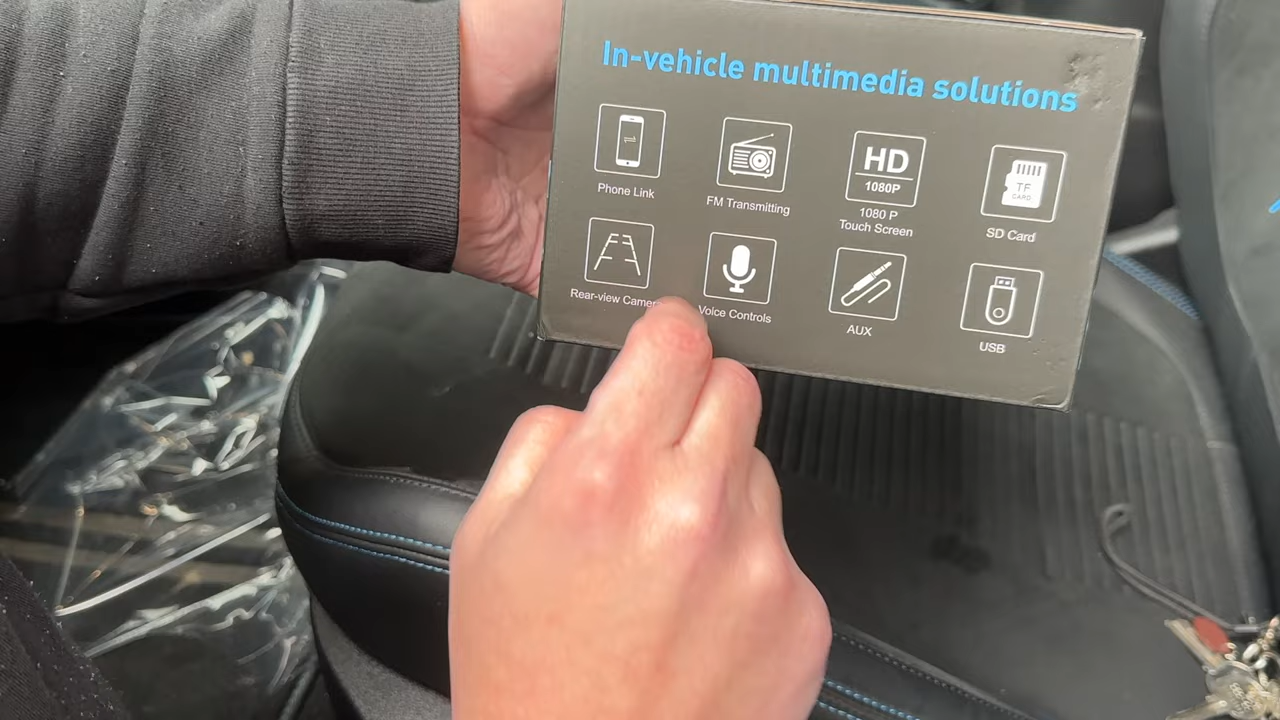 In-vehicle multimedia solutions
Phone Link
FM Transmitting
HD
1080P
1080 P
Touch Screen
TF
CARD
SD Card
Rear-view Camer
Voice Controls
AUX
USB